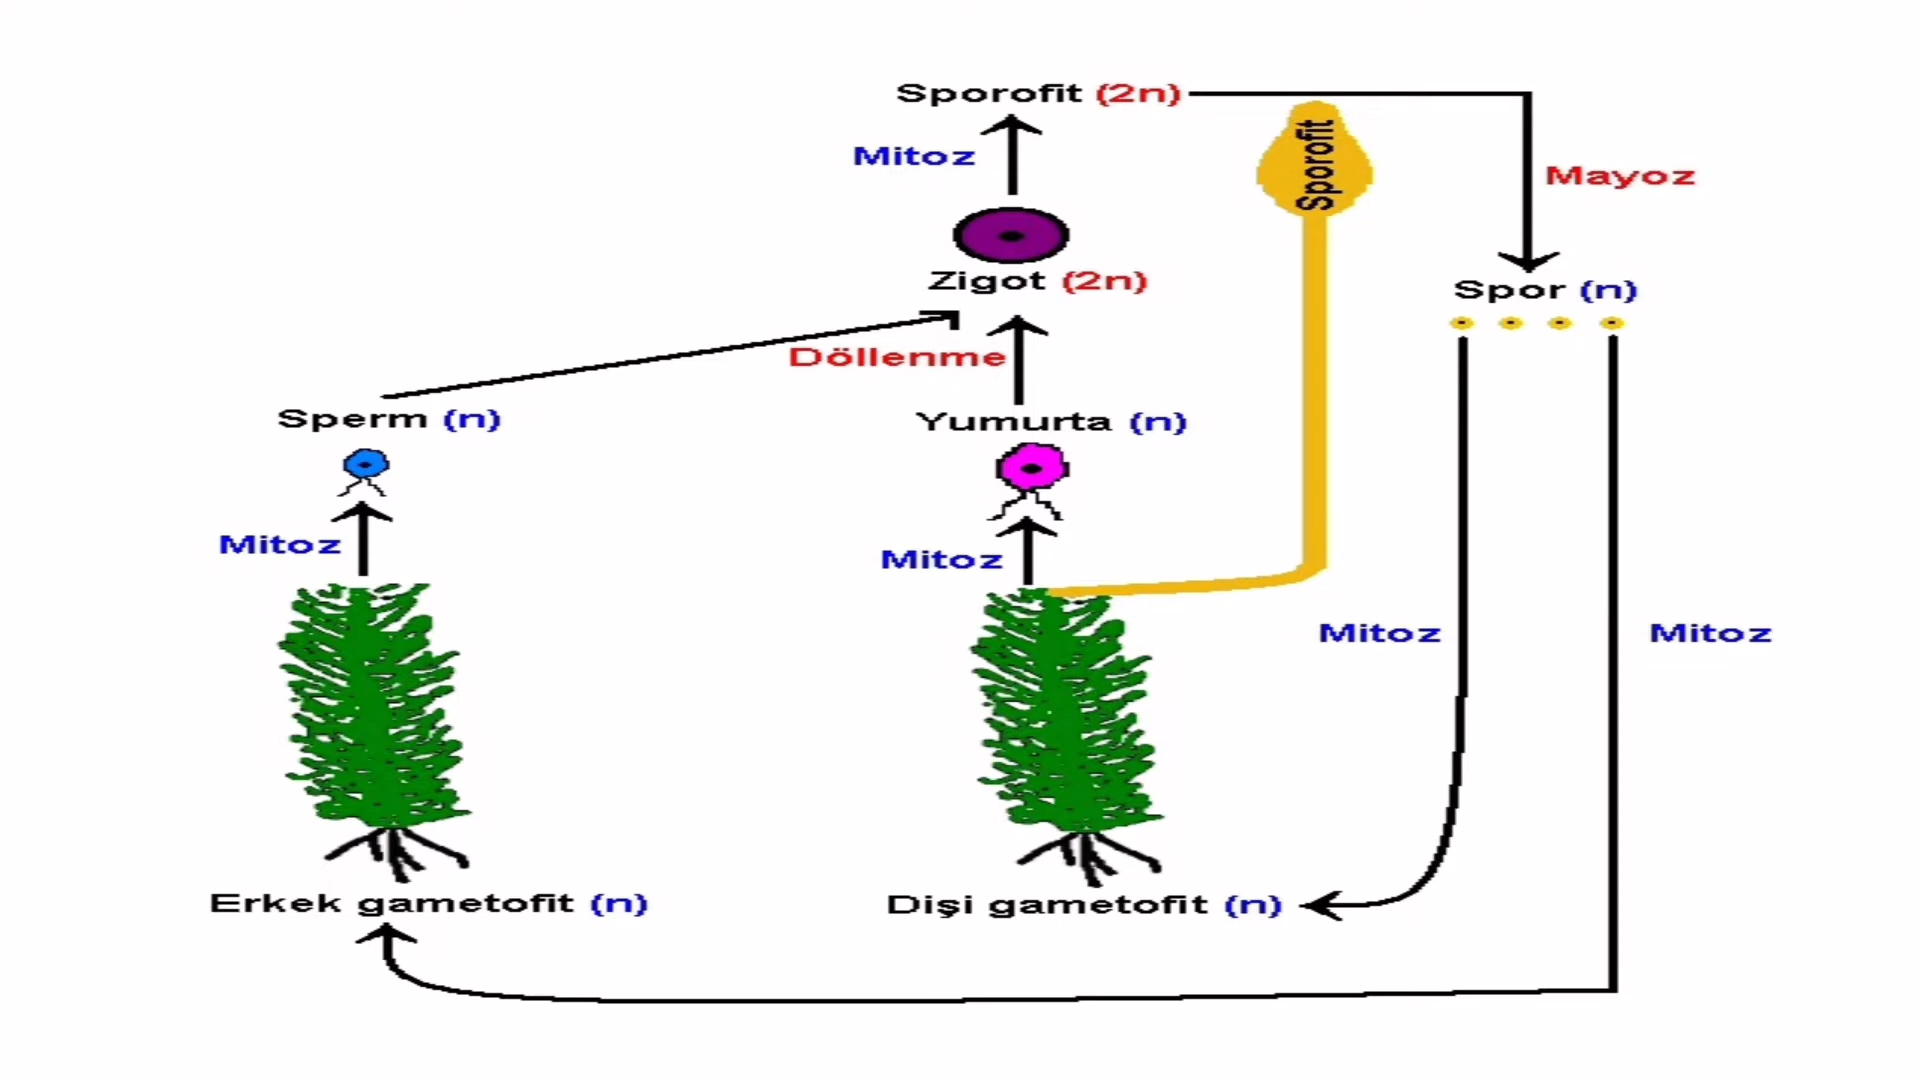 Sporofit (2n)
Mitoz
Sporofit
Mayoz
Zigot (2n)
Spor (n)
Döllenme
Sperm (n)
Yumurta (n)
Mitoz
Mitoz
Mitoz
Mitoz
Erkek gametofit (n)
Dişi gametofit (n)